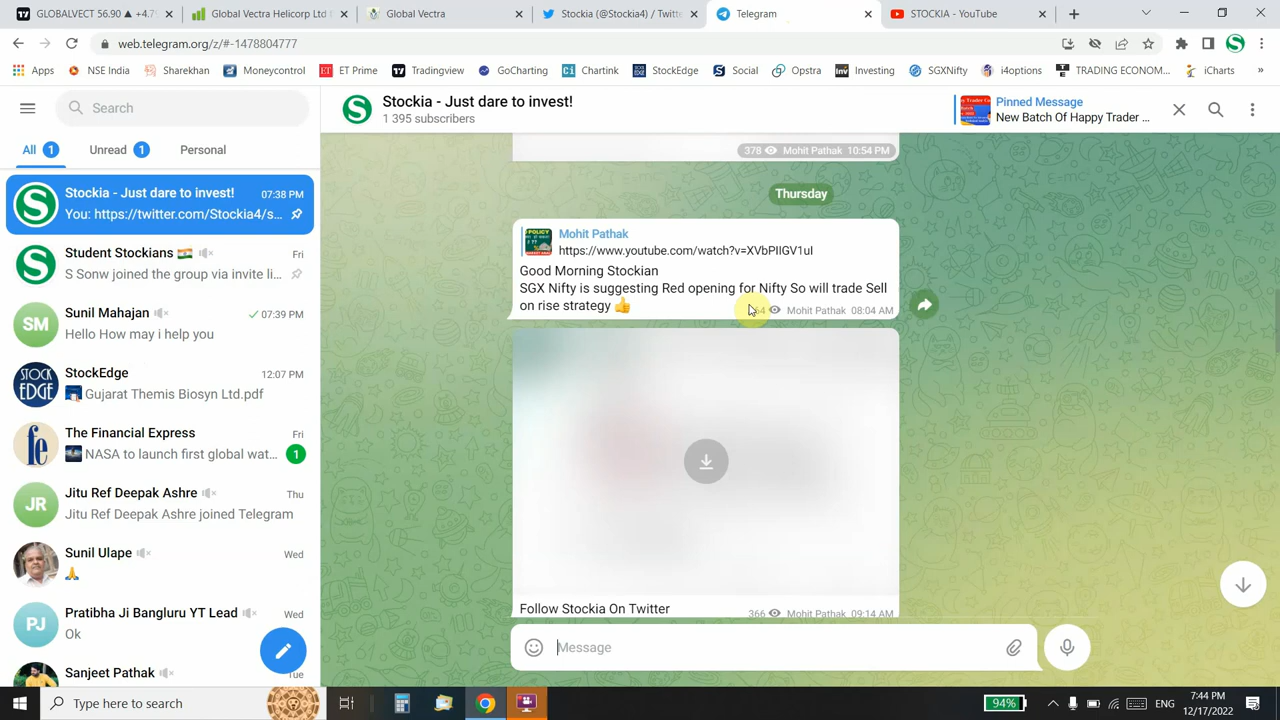 GLOBALVECT 56.90 ▲ +4.7
Global Vectra Helicorp Ltd
Global Vectra
Stockia (@Stockia4) / Twitte
Telegram
STOCKIA - YouTube
web.telegram.org/z/#-1478804777
Apps
NSE India
Sharekhan
Moneycontrol
ET Prime
Tradingview
GoCharting
Chartink
StockEdge
Social
Opstra
Investing
SGXNifty
i4options
TRADING ECONOM...
iCharts
Search
Stockia - Just dare to invest!
1 395 subscribers
Pinned Message
New Batch Of Happy Trader ...
All 1
Unread 1
Personal
Stockia - Just dare to invest! 07:38 PM
You: https://twitter.com/Stockia4/s...
Student Stockians Fri
S Sonw joined the group via invite li...
Sunil Mahajan 07:39 PM
Hello How may i help you
StockEdge 12:07 PM
Gujarat Themis Biosyn Ltd.pdf
The Financial Express Fri
NASA to launch first global wat... 1
Jitu Ref Deepak Ashre Thu
Jitu Ref Deepak Ashre joined Telegram
Sunil Ulape Wed
🙏
Pratibha Ji Bangluru YT Lead Wed
Ok
Sanjeet Pathak Tue
SM
STOCK
EDGE
fe
JR
PJ
378 Mohit Pathak 10:54 PM
Thursday
Mohit Pathak
https://www.youtube.com/watch?v=XVbPIIGV1uI
Good Morning Stockian
SGX Nifty is suggesting Red opening for Nifty So will trade Sell
on rise strategy 👍
Mohit Pathak 08:04 AM
Follow Stockia On Twitter
366 Mohit Pathak 09:14 AM
Message
Type here to search
94%
ENG
7:44 PM
12/17/2022